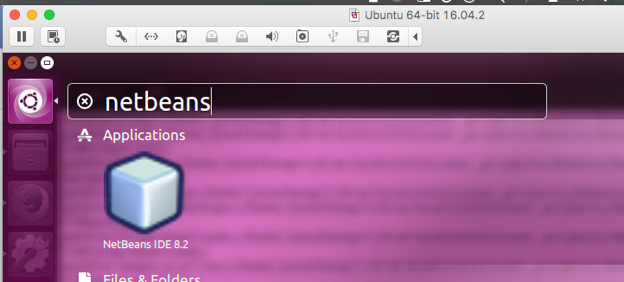 Ubuntu 64-bit 16.04.2
netbeans
Applications
NetBeans IDE 8.2
Files & Folders